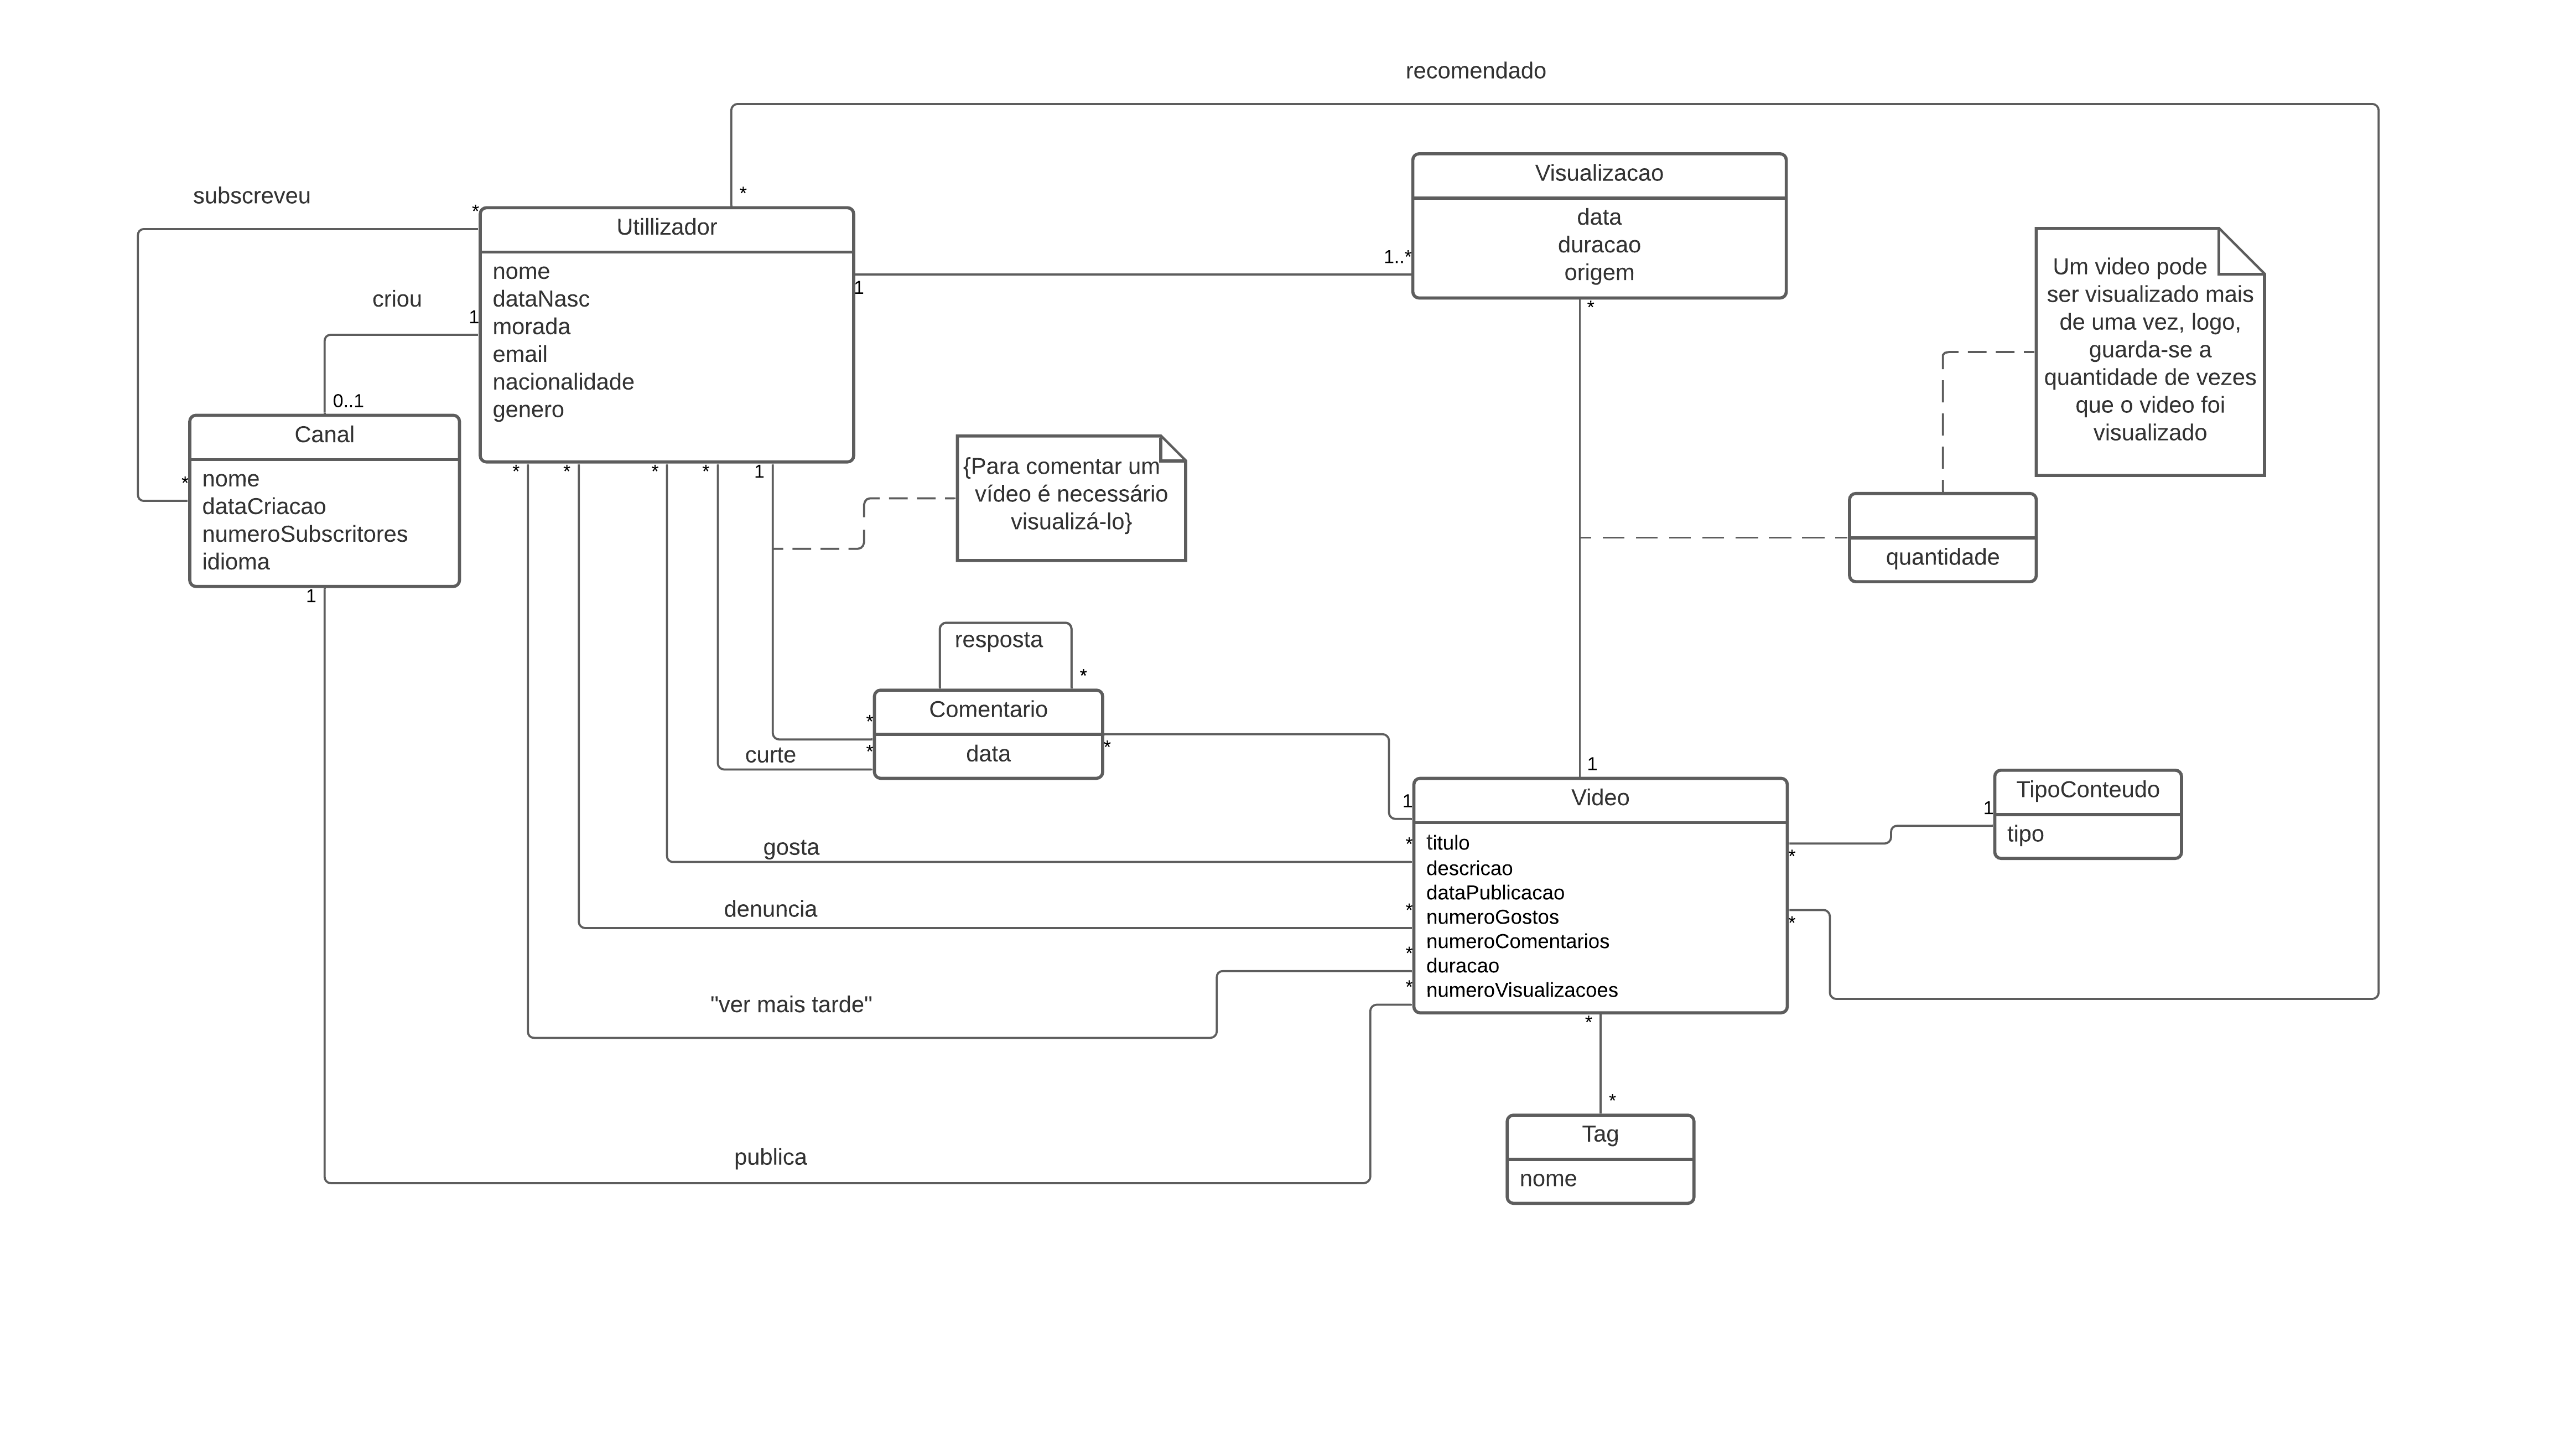 recomendado
subscreveu
*
*
Utillizador
nome
dataNasc
morada
email
nacionalidade
genero
Visualizacao
data
duracao
origem
1..*
1
*
criou
1
0..1
Canal
nome
dataCriacao
numeroSubscritores
idioma
*
1
Um video pode
ser visualizado mais
de uma vez, logo,
guarda-se a
quantidade de vezes
que o video foi
visualizado
{Para comentar um
vídeo é necessário
visualizá-lo}
*
*
*
*
1
quantidade
resposta
*
Comentario
data
*
*
*
curte
1
1
Video
titulo
descricao
dataPublicacao
numeroGostos
numeroComentarios
duracao
numeroVisualizacoes
TipoConteudo
tipo
1
*
*
gosta
*
denuncia
*
*
"ver mais tarde"
*
*
*
Tag
nome
publica